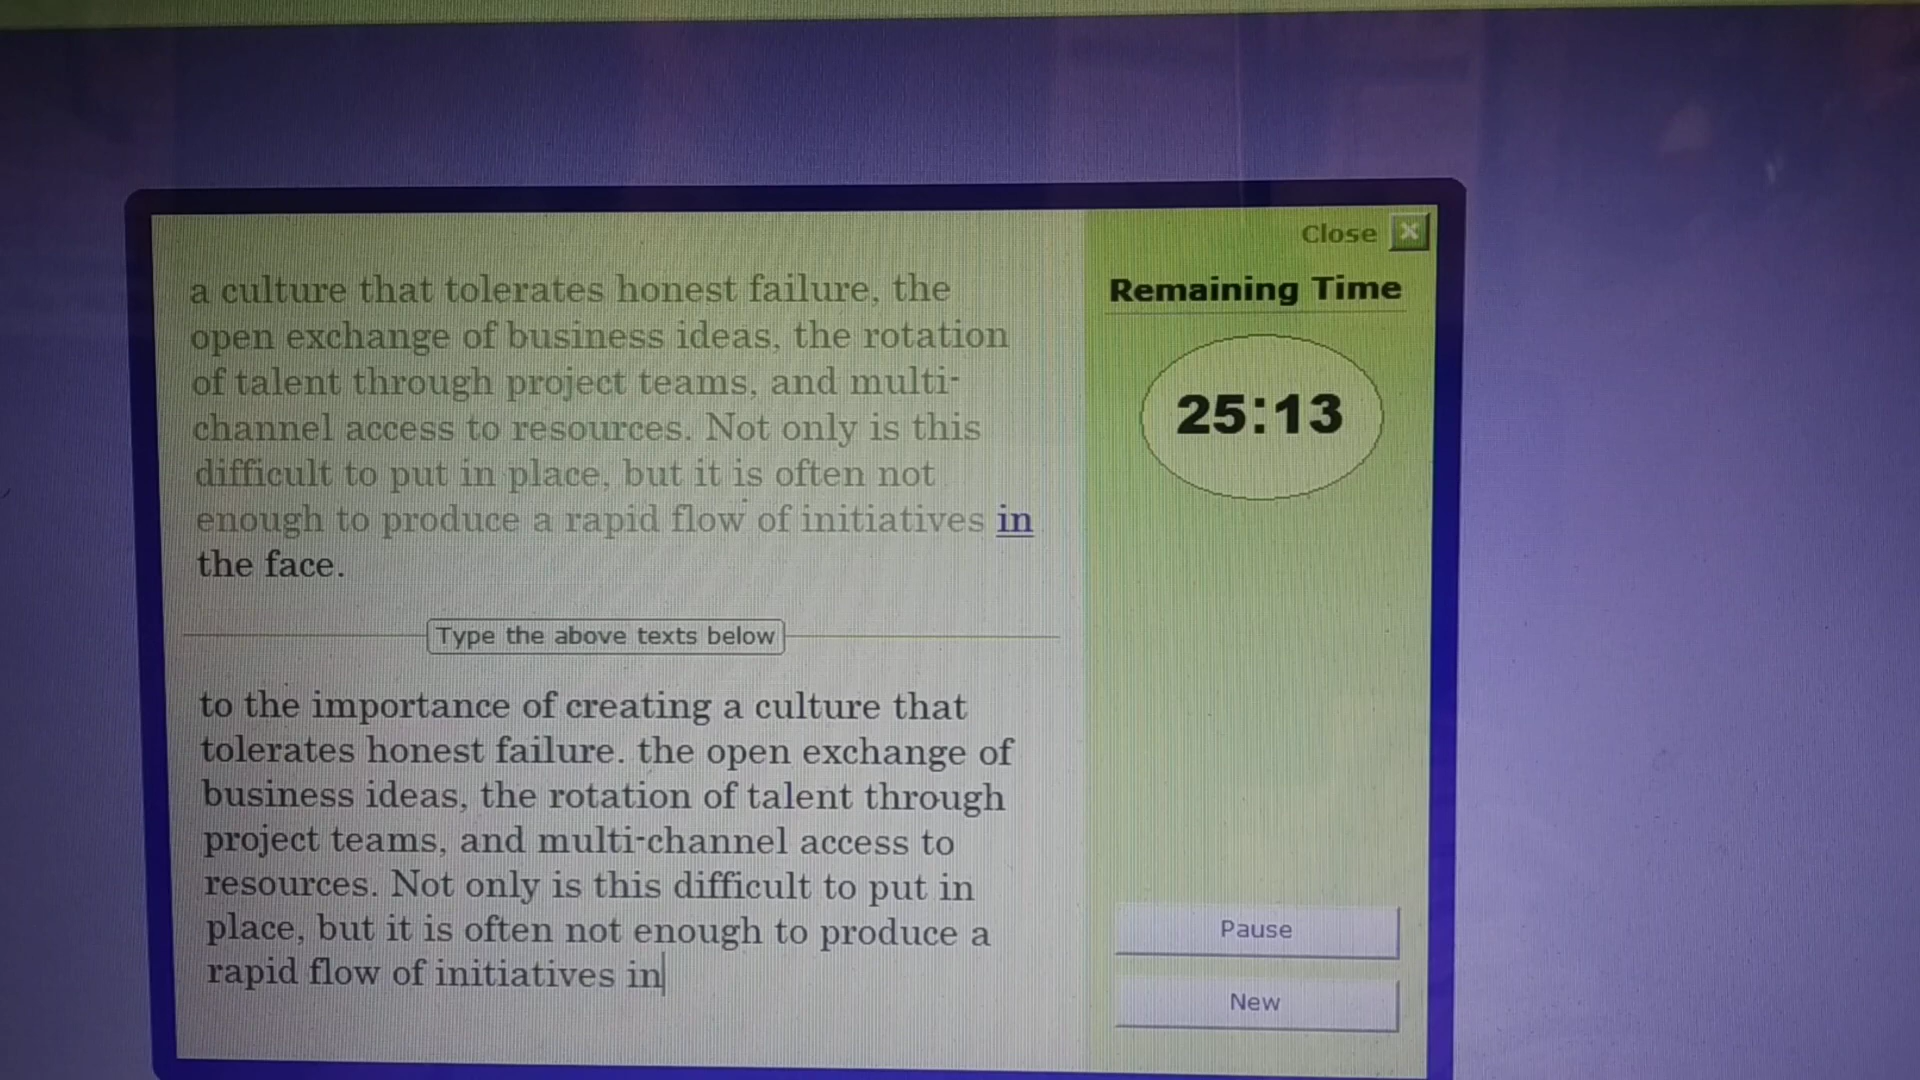 Close
a culture that tolerates honest failure, the
open exchange of business ideas, the rotation
of talent through project teams, and multi-
channel access to resources. Not only is this
difficult to put in place, but it is often not
enough to produce a rapid flow of initiatives in
the face.
Remaining Time
25:13
Type the above texts below
to the importance of creating a culture that
tolerates honest failure. the open exchange of
business ideas, the rotation of talent through
project teams, and multi-channel access to
resources. Not only is this difficult to put in
place, but it is often not enough to produce a
rapid flow of initiatives in
Pause
New